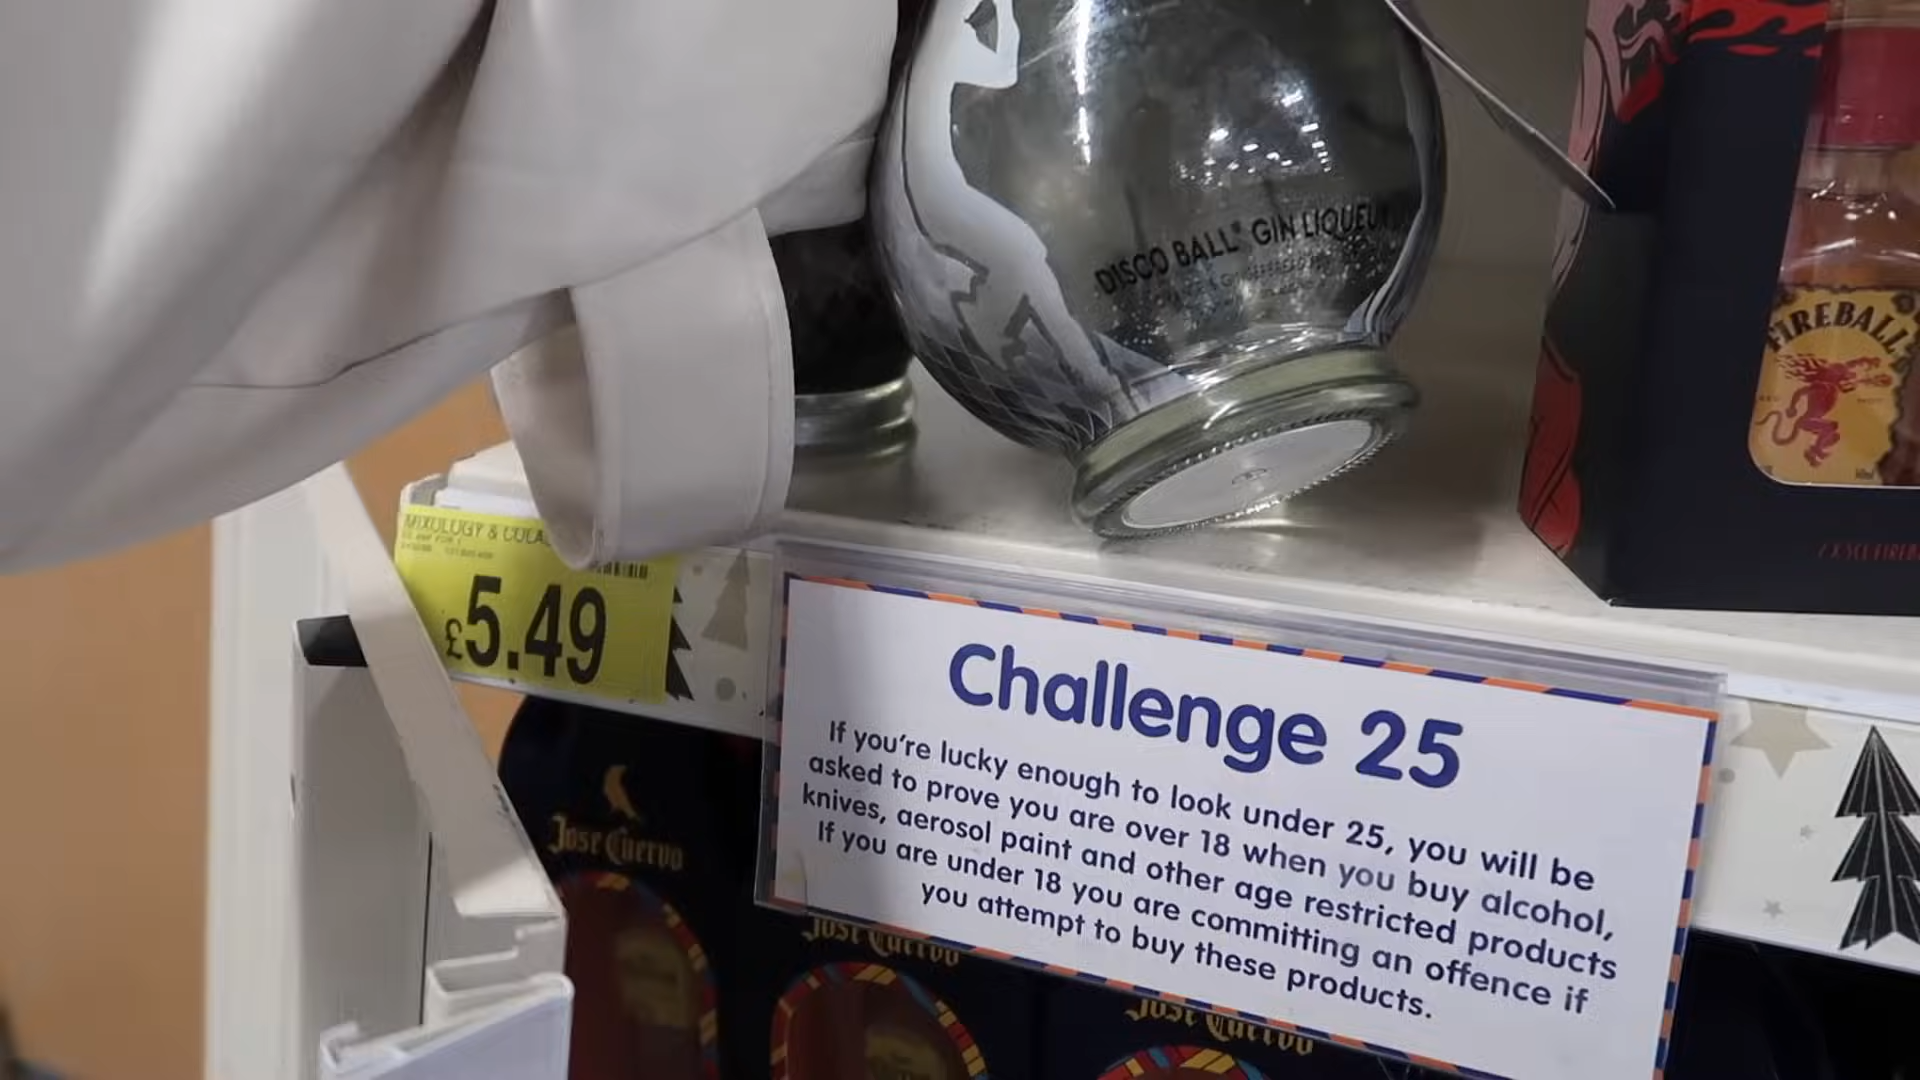 DISCO BALL® GIN LIQUEUR
FIREBALL
MIXOLOGY & COLA
£5.49
Challenge 25
If you're lucky enough to look under 25, you will be
asked to prove you are over 18 when you buy alcohol,
knives, aerosol paint and other age restricted products
If you are under 18 you are committing an offence if
you attempt to buy these products.
Jose Cuervo
Jose Cuervo
Jose Cuervo